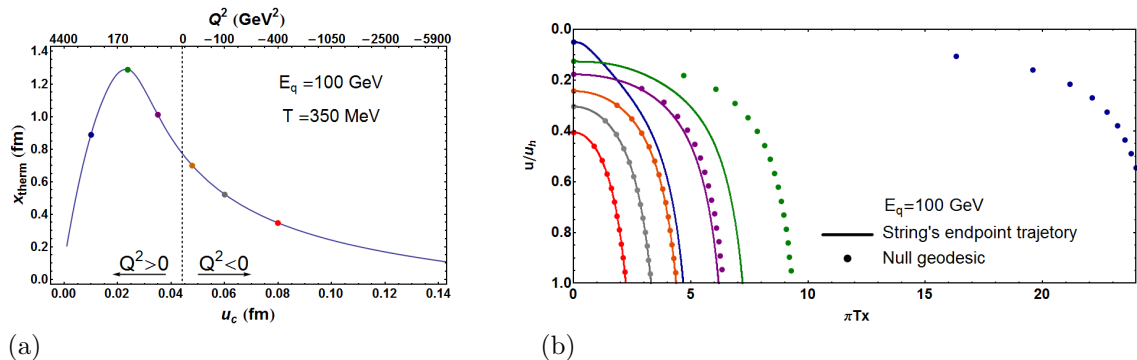 Q² (GeV²)
4400 170 0 -100 -400 -1050 -2500 -5900
1.4
1.2
1.0
0.8
0.6
0.4
0.2
0.0
x_therm (fm)
E_q =100 GeV
T =350 MeV
Q²>0 Q²<0
0.00 0.02 0.04 0.06 0.08 0.10 0.12 0.14
u_c (fm)
(a)
0.0
0.2
0.4
0.6
0.8
1.0
u/u_h
E_q=100 GeV
String's endpoint trajetory
Null geodesic
0 5 10 15 20
πTx
(b)